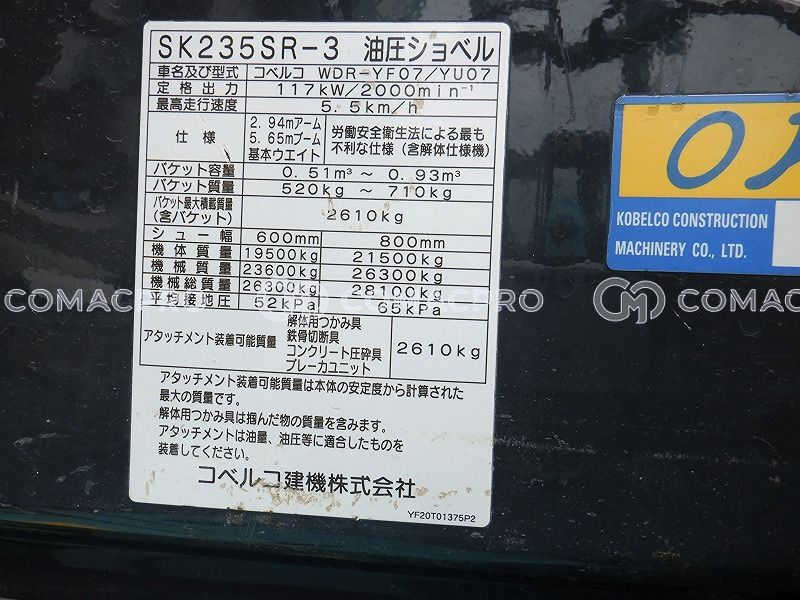 SK235SR-3 油圧ショベル
車名及び型式 コベルコ WDR-YF07/YU07
定格出力 117kW/2000min⁻¹
最高走行速度 5.5km/h
仕様 2.94mアーム 5.65mブーム 基本ウエイト 労働安全衛生法による最も不利な仕様(含解体仕様機)
バケット容量 0.51m³ ~ 0.93m³
バケット質量 520kg ~ 710kg
バケット最大積載質量(含バケット) 2610kg
シュー幅 600mm 800mm
機体質量 19500kg 21500kg
機械質量 23600kg 26300kg
機械総質量 26300kg 28100kg
平均接地圧 52kPa 65kPa
アタッチメント装着可能質量 解体用つかみ具 鉄骨切断具 コンクリート圧砕具 ブレーカユニット 2610kg
アタッチメント装着可能質量は本体の安定度から計算された
最大の質量です。
解体用つかみ具は掴んだ物の質量を含みます。
アタッチメントは油量、油圧等に適合したものを
装着してください。
コベルコ建機株式会社
YF20T01375P2
KOBELCO CONSTRUCTION
MACHINERY CO., LTD.
COMACPRO
COMACPRO
COMAC